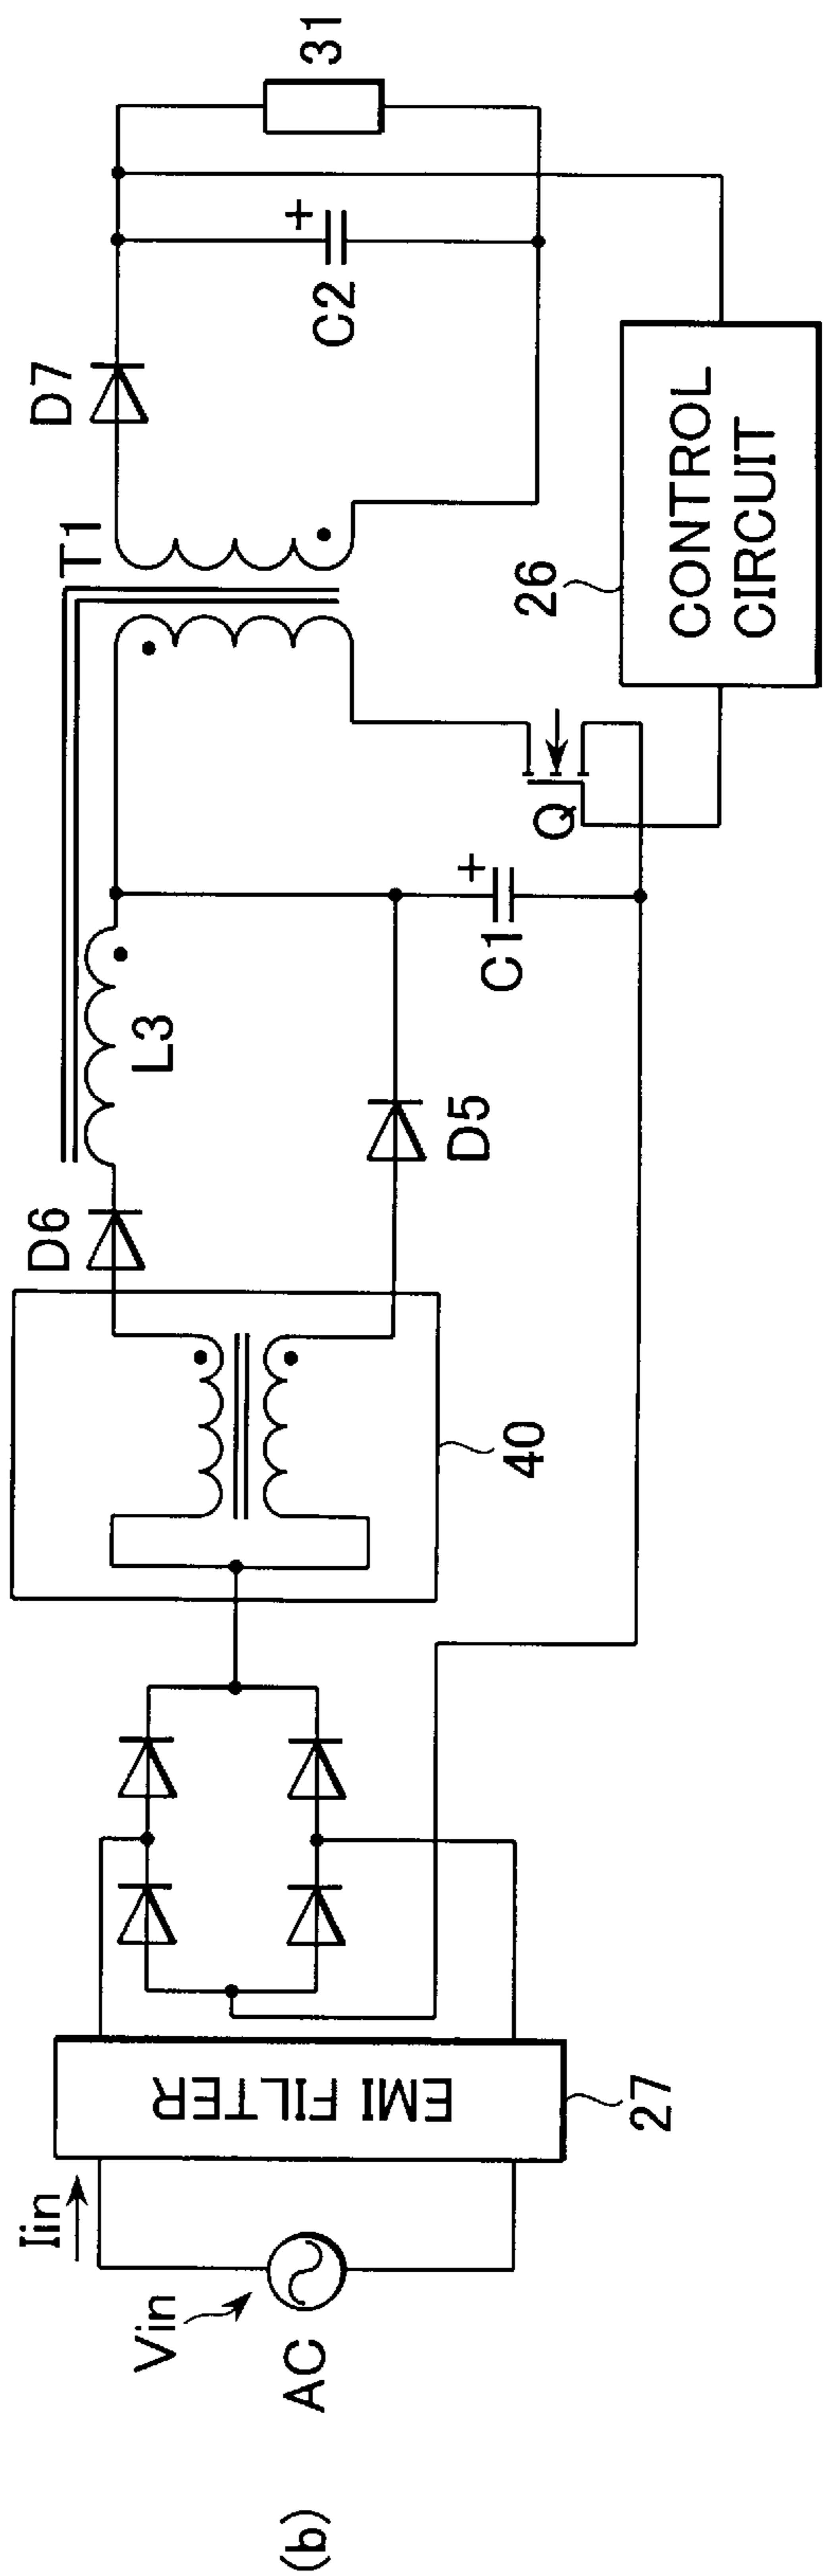 (b)
Vin
Iin
AC
EMI FILTER
27
40
D6
L3
D5
C1
+
Q
T1
26
CONTROL
CIRCUIT
D7
C2
+
31